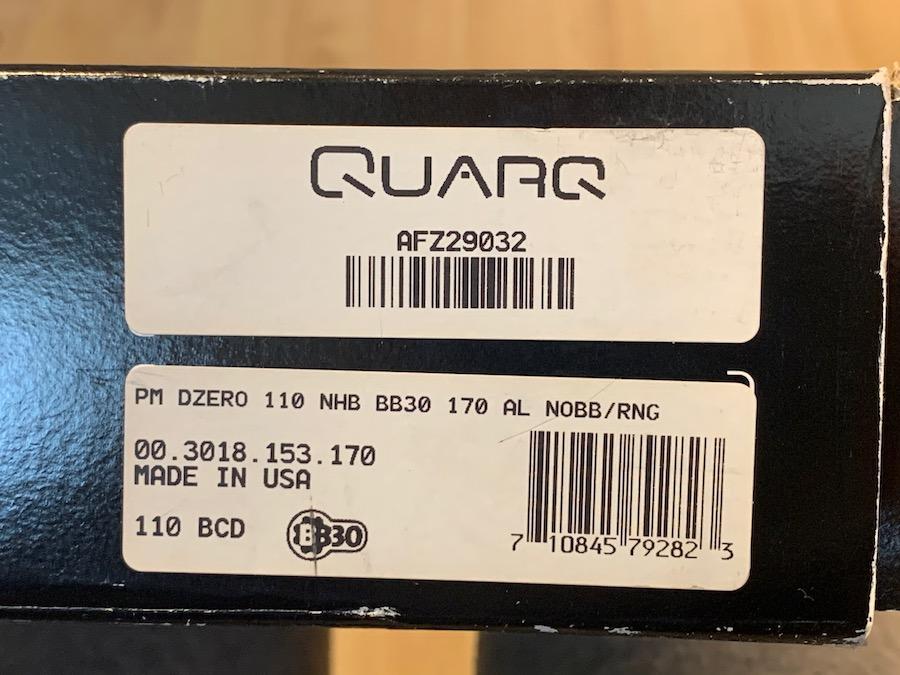 QUARQ
AFZ29032
PM DZERO 110 NHB BB30 170 AL NOBB/RNG
00.3018.153.170
MADE IN USA
110 BCD
BB30
7 10845 79282 3